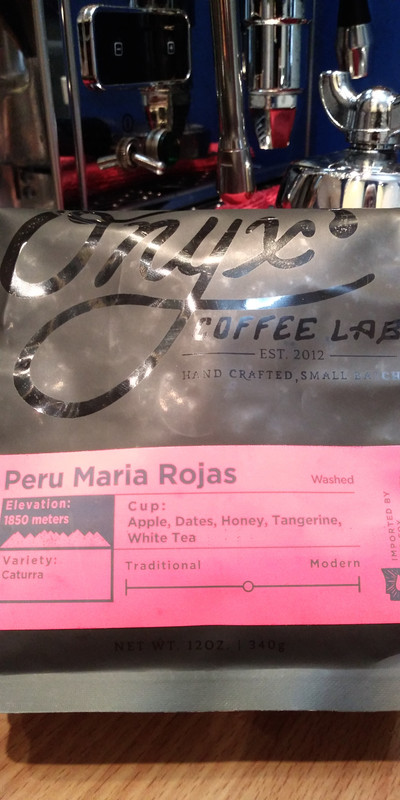 Onyx
COFFEE LAB
EST. 2012
HAND CRAFTED, SMALL BATCH
Peru Maria Rojas
Washed
Elevation:
1850 meters
Cup:
Apple, Dates, Honey, Tangerine,
White Tea
Variety:
Caturra
Traditional
Modern
IMPORTED BY
NET WT. 12OZ. | 340g